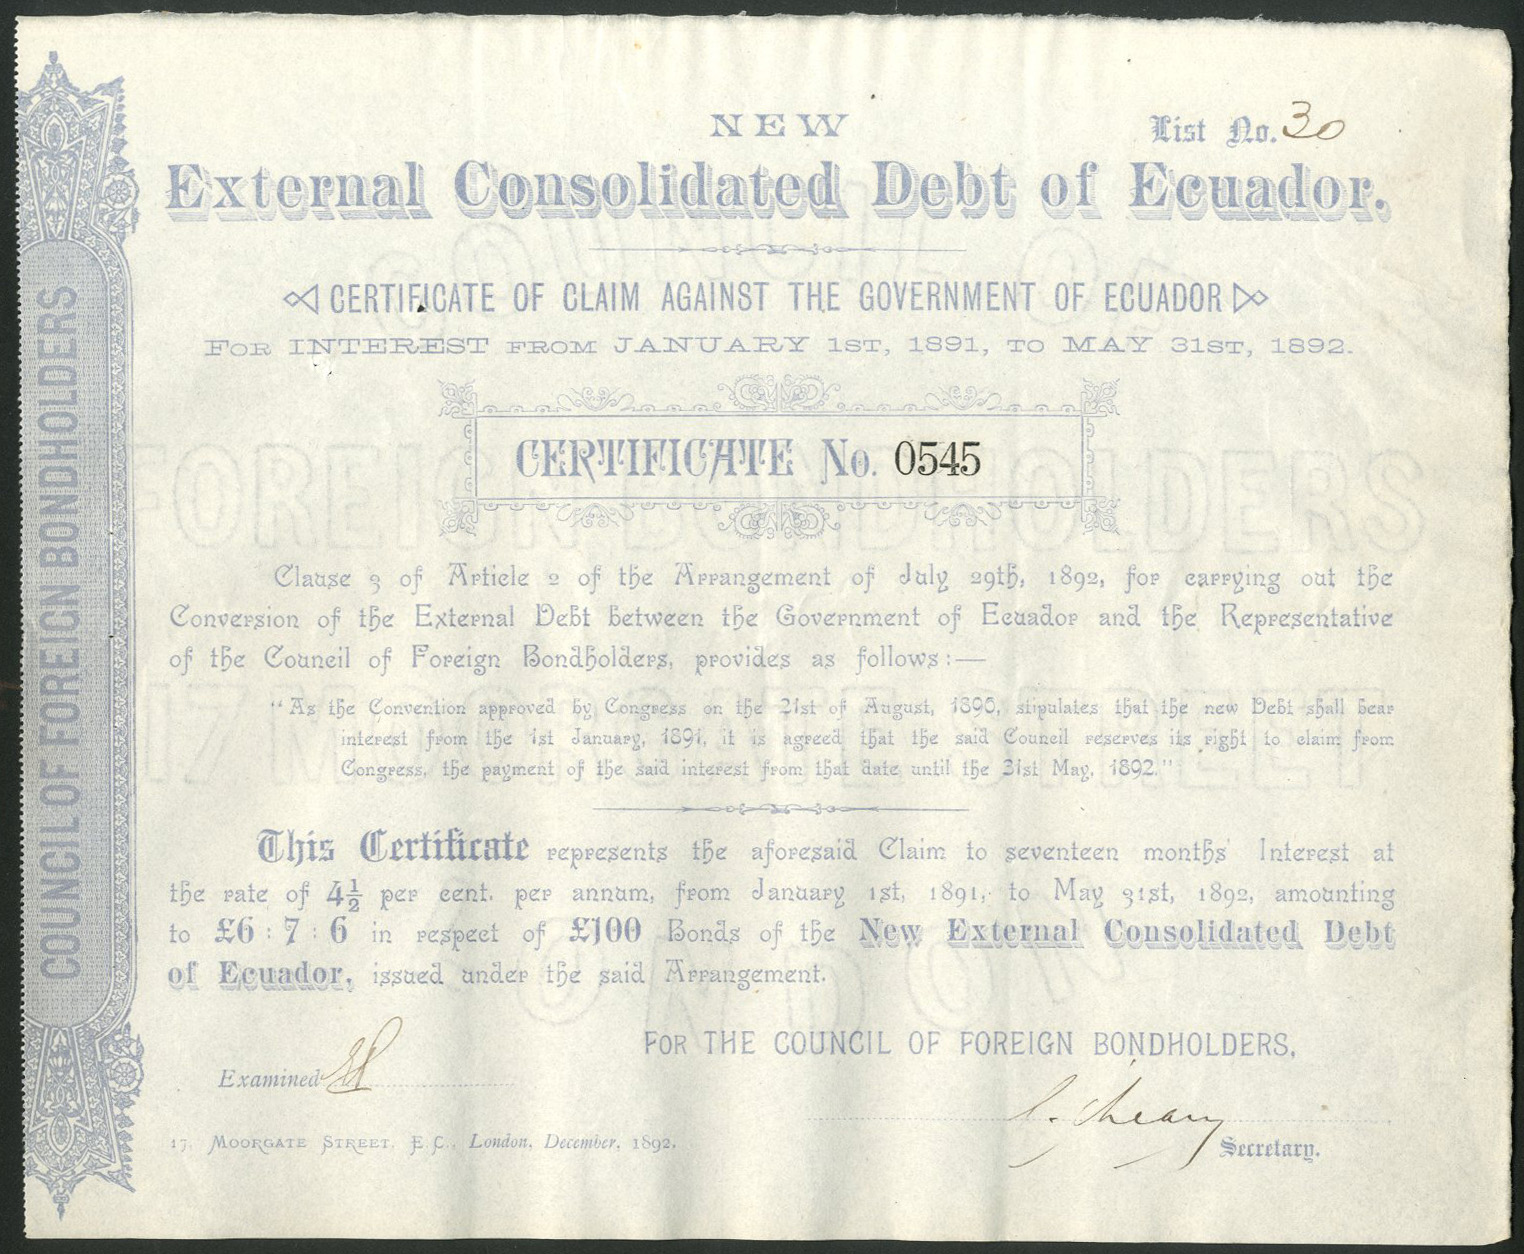 NEW
List No. 30
External Consolidated Debt of Ecuador.
CERTIFICATE OF CLAIM AGAINST THE GOVERNMENT OF ECUADOR
FOR INTEREST FROM JANUARY 1ST, 1891, TO MAY 31ST, 1892.
CERTIFICATE No. 0545
Clause 3 of Article 2 of the Arrangement of July 29th, 1892, for carrying out the
Conversion of the External Debt between the Government of Ecuador and the Representative
of the Council of Foreign Bondholders, provides as follows:—
"As the Convention approved by Congress on the 21st of August, 1890, stipulates that the new Debt shall bear
interest from the 1st January, 1891, it is agreed that the said Council reserves its right to claim from
Congress, the payment of the said interest from that date until the 31st May, 1892."
This Certificate represents the aforesaid Claim to seventeen months' Interest at
the rate of 4½ per cent. per annum, from January 1st, 1891, to May 31st, 1892, amounting
to £6 : 7 : 6 in respect of £100 Bonds of the New External Consolidated Debt
of Ecuador, issued under the said Arrangement.
FOR THE COUNCIL OF FOREIGN BONDHOLDERS,
Examined
Secretary.
17, MOORGATE STREET, E.C., London, December, 1892.
COUNCIL OF FOREIGN BONDHOLDERS
COUNCIL OF
FOREIGN BONDHOLDERS
17 MOORGATE STREET
LONDON